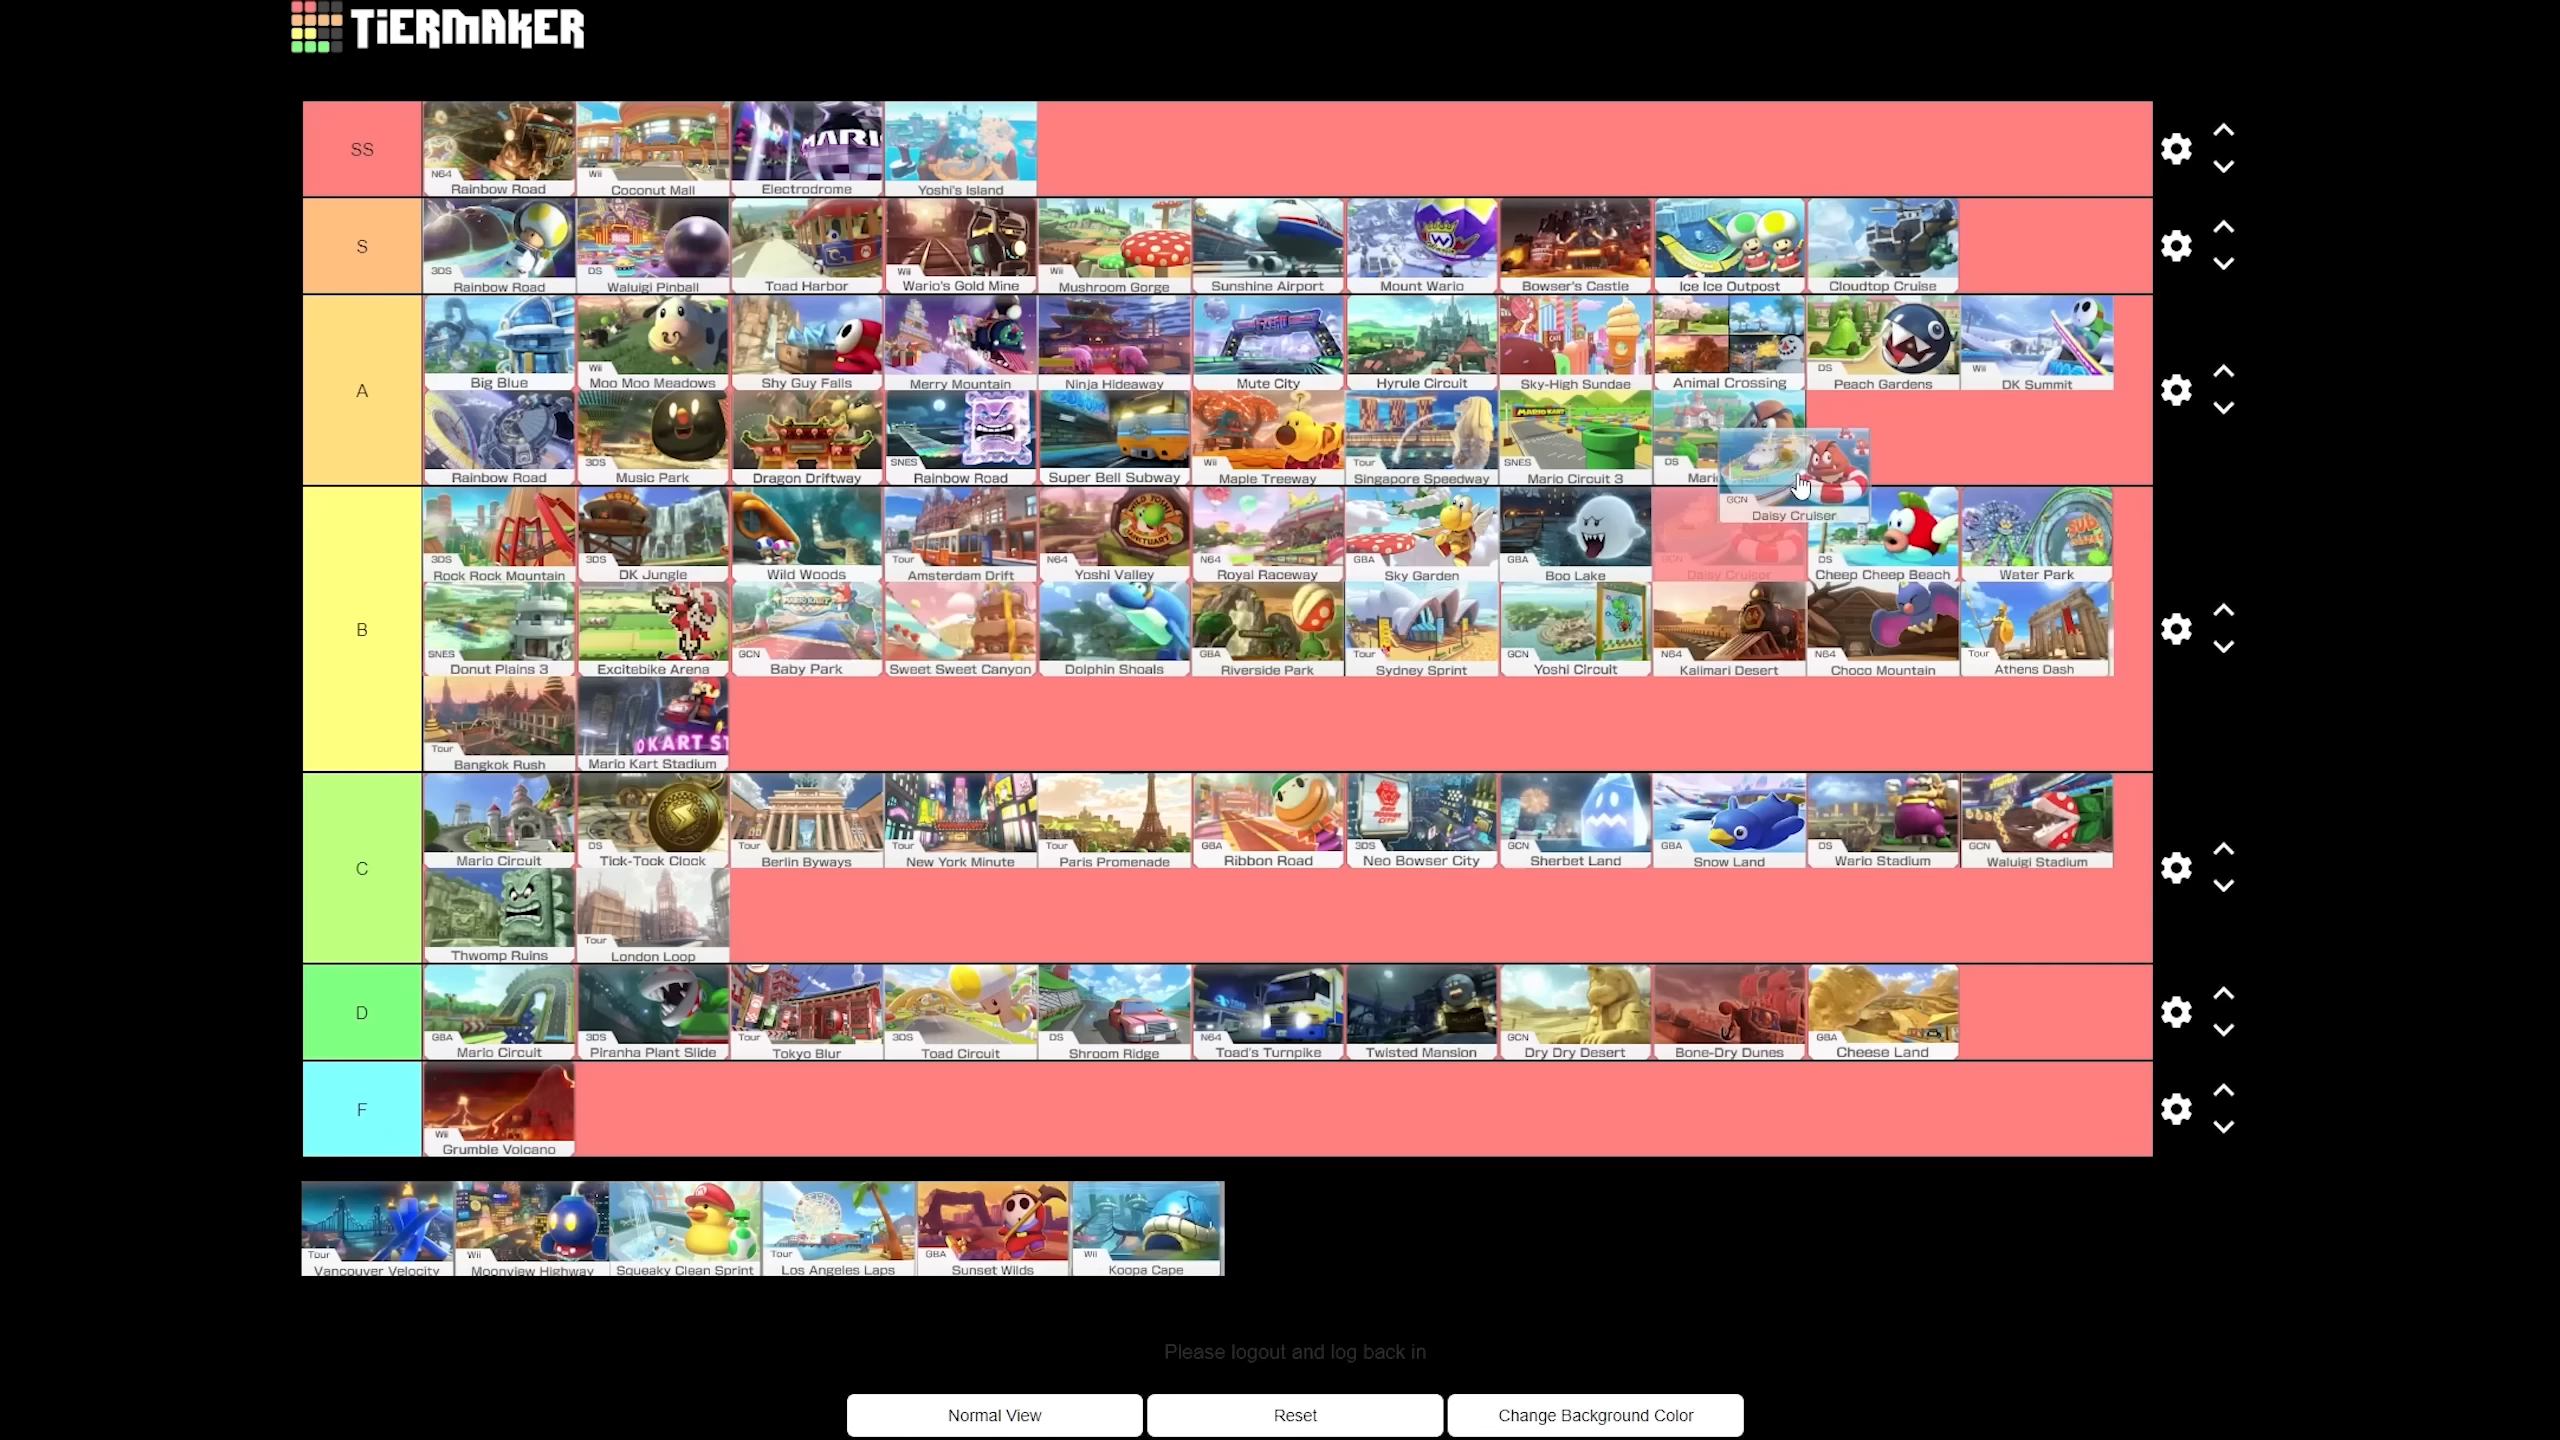 TiERMAKER
SS
N64 Rainbow Road
Wii Coconut Mall
MARI
Electrodrome
Yoshi's Island
S
3DS Rainbow Road
DS Waluigi Pinball
Toad Harbor
Wii Wario's Gold Mine
Wii Mushroom Gorge
Sunshine Airport
Mount Wario
Bowser's Castle
Ice Ice Outpost
Cloudtop Cruise
A
Big Blue
Wii Moo Moo Meadows
Shy Guy Falls
Merry Mountain
Ninja Hideaway
Mute City
Hyrule Circuit
Sky-High Sundae
Animal Crossing
DS Peach Gardens
Wii DK Summit
Rainbow Road
3DS Music Park
Dragon Driftway
SNES Rainbow Road
Super Bell Subway
Wii Maple Treeway
Tour Singapore Speedway
MARIO KART
SNES Mario Circuit 3
DS Mari
GCN Daisy Cruiser
B
3DS Rock Rock Mountain
KONG
3DS DK Jungle
Wild Woods
Tour Amsterdam Drift
N64 Yoshi Valley
N64 Royal Raceway
GBA Sky Garden
GBA Boo Lake
GCN Daisy Cruiser
DS Cheep Cheep Beach
Water Park
SNES Donut Plains 3
Excitebike Arena
MARIO KART
GCN Baby Park
Sweet Sweet Canyon
Dolphin Shoals
GBA Riverside Park
Tour Sydney Sprint
GCN Yoshi Circuit
N64 Kalimari Desert
N64 Choco Mountain
Tour Athens Dash
Tour Bangkok Rush
OKART ST
Mario Kart Stadium
C
Mario Circuit
DS Tick-Tock Clock
Tour Berlin Byways
Tour New York Minute
Tour Paris Promenade
GBA Ribbon Road
3DS Neo Bowser City
GCN Sherbet Land
GBA Snow Land
DS Wario Stadium
GCN Waluigi Stadium
Thwomp Ruins
Tour London Loop
D
GBA Mario Circuit
3DS Piranha Plant Slide
Tour Tokyo Blur
3DS Toad Circuit
DS Shroom Ridge
N64 Toad's Turnpike
Twisted Mansion
GCN Dry Dry Desert
Bone-Dry Dunes
GBA Cheese Land
F
Wii Grumble Volcano
Tour Vancouver Velocity
Wii Moonview Highway
Squeaky Clean Sprint
Tour Los Angeles Laps
GBA Sunset Wilds
Wii Koopa Cape
Please logout and log back in
Normal View
Reset
Change Background Color